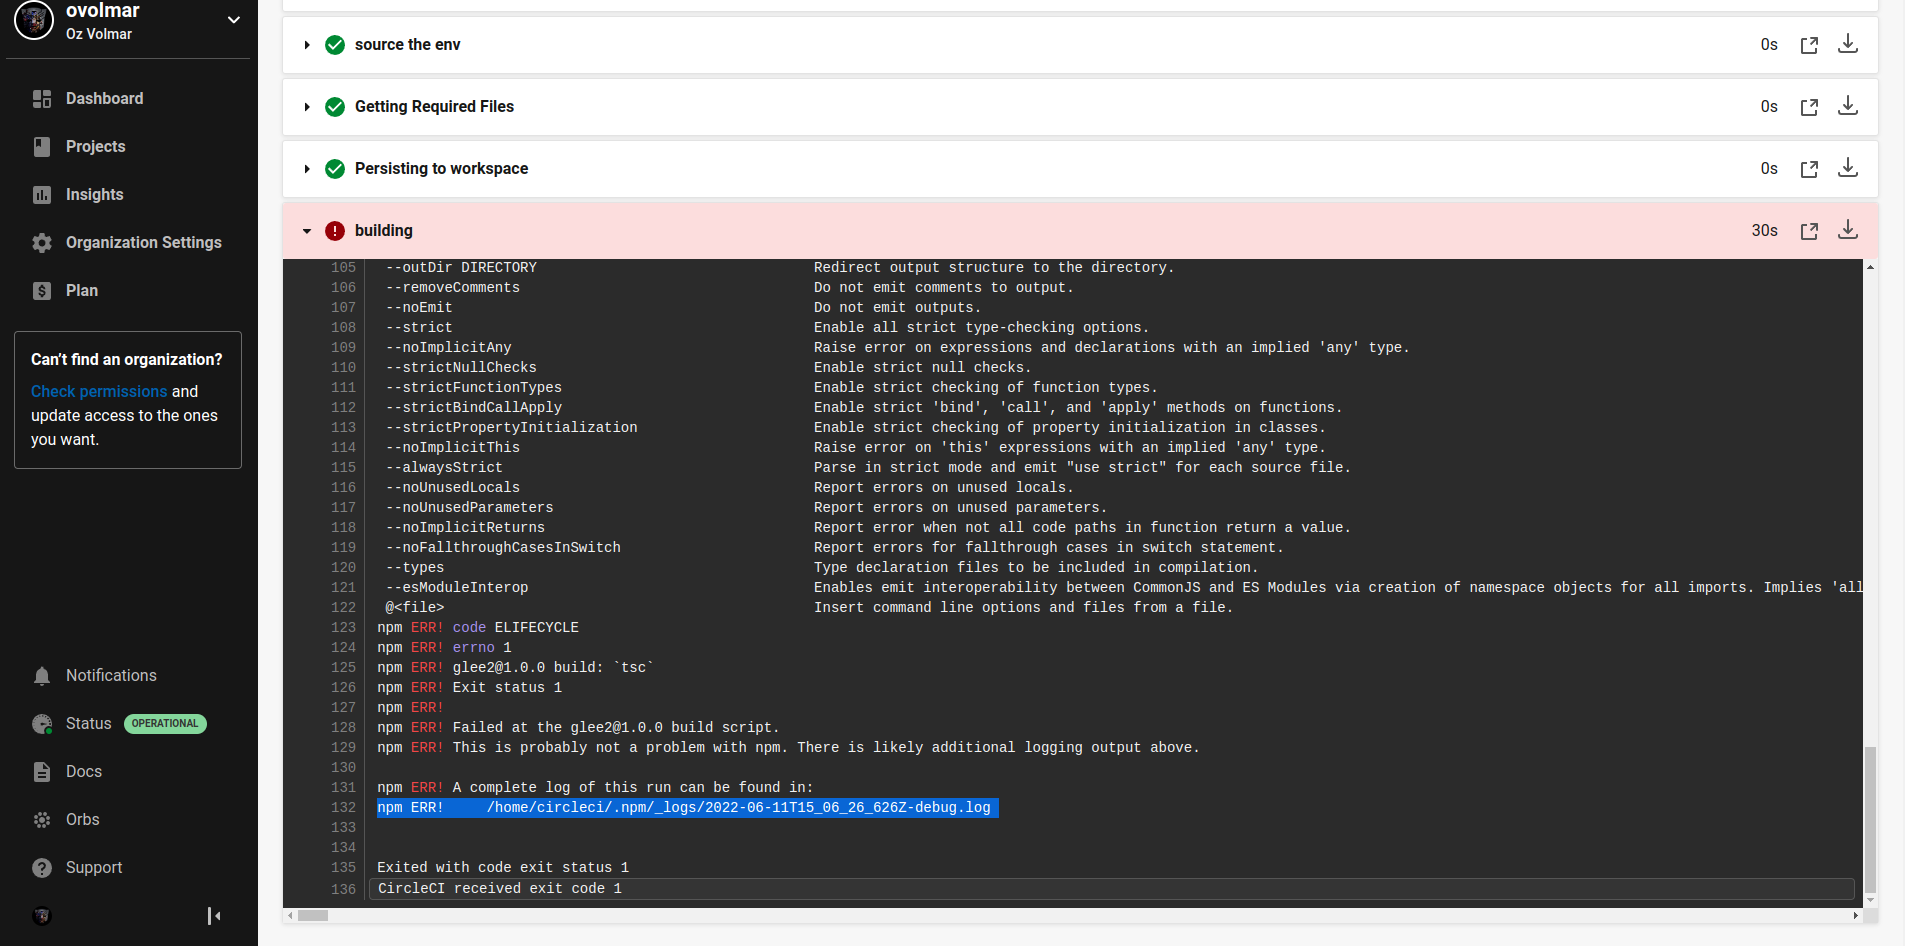 ovolmar
Oz Volmar
Dashboard
Projects
Insights
Organization Settings
Plan
Can't find an organization?
Check permissions and
update access to the ones
you want.
Notifications
Status OPERATIONAL
Docs
Orbs
Support
source the env 0s
Getting Required Files 0s
Persisting to workspace 0s
building 30s
105 --outDir DIRECTORY Redirect output structure to the directory.
106 --removeComments Do not emit comments to output.
107 --noEmit Do not emit outputs.
108 --strict Enable all strict type-checking options.
109 --noImplicitAny Raise error on expressions and declarations with an implied 'any' type.
110 --strictNullChecks Enable strict null checks.
111 --strictFunctionTypes Enable strict checking of function types.
112 --strictBindCallApply Enable strict 'bind', 'call', and 'apply' methods on functions.
113 --strictPropertyInitialization Enable strict checking of property initialization in classes.
114 --noImplicitThis Raise error on 'this' expressions with an implied 'any' type.
115 --alwaysStrict Parse in strict mode and emit "use strict" for each source file.
116 --noUnusedLocals Report errors on unused locals.
117 --noUnusedParameters Report errors on unused parameters.
118 --noImplicitReturns Report error when not all code paths in function return a value.
119 --noFallthroughCasesInSwitch Report errors for fallthrough cases in switch statement.
120 --types Type declaration files to be included in compilation.
121 --esModuleInterop Enables emit interoperability between CommonJS and ES Modules via creation of namespace objects for all imports. Implies 'all
122 @<file> Insert command line options and files from a file.
123 npm ERR! code ELIFECYCLE
124 npm ERR! errno 1
125 npm ERR! glee2@1.0.0 build: `tsc`
126 npm ERR! Exit status 1
127 npm ERR!
128 npm ERR! Failed at the glee2@1.0.0 build script.
129 npm ERR! This is probably not a problem with npm. There is likely additional logging output above.
130
131 npm ERR! A complete log of this run can be found in:
132 npm ERR! /home/circleci/.npm/_logs/2022-06-11T15_06_26_626Z-debug.log
133
134
135 Exited with code exit status 1
136 CircleCI received exit code 1